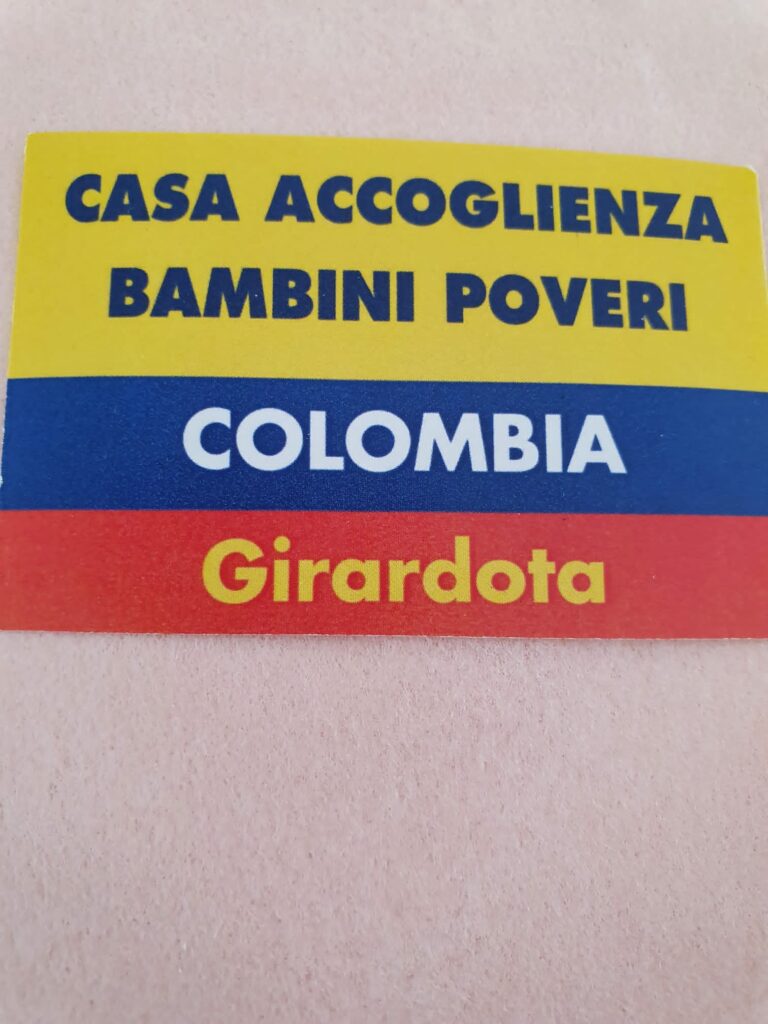 CASA ACCOGLIENZA
BAMBINI POVERI
COLOMBIA
Girardota